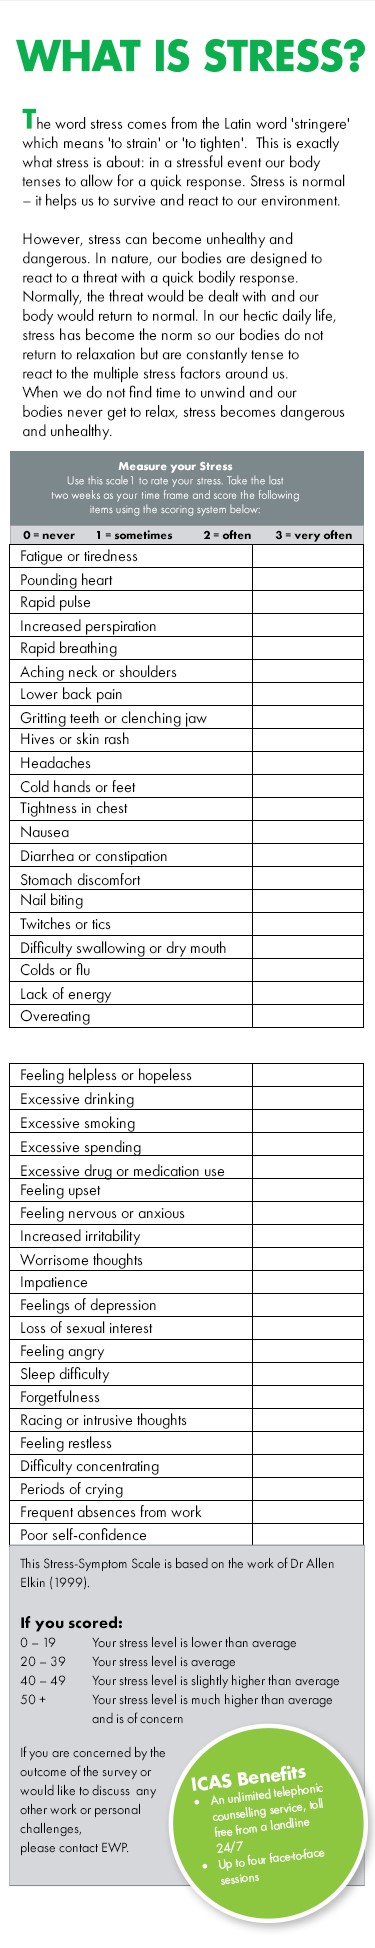 WHAT IS STRESS?
The word stress comes from the Latin word 'stringere'
which means 'to strain' or 'to tighten'. This is exactly
what stress is about: in a stressful event our body
tenses to allow for a quick response. Stress is normal
– it helps us to survive and react to our environment.
However, stress can become unhealthy and
dangerous. In nature, our bodies are designed to
react to a threat with a quick bodily response.
Normally, the threat would be dealt with and our
body would return to normal. In our hectic daily life,
stress has become the norm so our bodies do not
return to relaxation but are constantly tense to
react to the multiple stress factors around us.
When we do not find time to unwind and our
bodies never get to relax, stress becomes dangerous
and unhealthy.
Measure your Stress
Use this scale1 to rate your stress. Take the last
two weeks as your time frame and score the following
items using the scoring system below:
0 = never 1 = sometimes 2 = often 3 = very often
Fatigue or tiredness
Pounding heart
Rapid pulse
Increased perspiration
Rapid breathing
Aching neck or shoulders
Lower back pain
Gritting teeth or clenching jaw
Hives or skin rash
Headaches
Cold hands or feet
Tightness in chest
Nausea
Diarrhea or constipation
Stomach discomfort
Nail biting
Twitches or tics
Difficulty swallowing or dry mouth
Colds or flu
Lack of energy
Overeating
Feeling helpless or hopeless
Excessive drinking
Excessive smoking
Excessive spending
Excessive drug or medication use
Feeling upset
Feeling nervous or anxious
Increased irritability
Worrisome thoughts
Impatience
Feelings of depression
Loss of sexual interest
Feeling angry
Sleep difficulty
Forgetfulness
Racing or intrusive thoughts
Feeling restless
Difficulty concentrating
Periods of crying
Frequent absences from work
Poor self-confidence
This Stress-Symptom Scale is based on the work of Dr Allen
Elkin (1999).
If you scored:
0 – 19 Your stress level is lower than average
20 – 39 Your stress level is average
40 – 49 Your stress level is slightly higher than average
50 + Your stress level is much higher than average
and is of concern
If you are concerned by the
outcome of the survey or
would like to discuss any
other work or personal
challenges,
please contact EWP.
ICAS Benefits
• An unlimited telephonic
counselling service, toll
free from a landline
24/7
• Up to four face-to-face
sessions